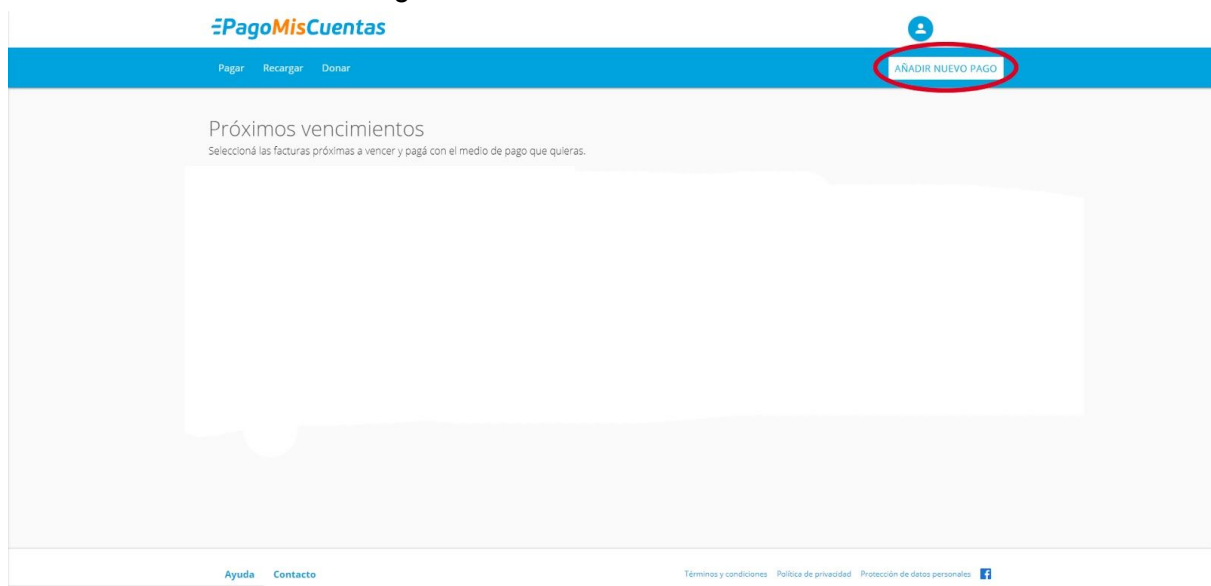 PagoMisCuentas
Pagar Recargar Donar AÑADIR NUEVO PAGO
Próximos vencimientos
Seleccioná las facturas próximas a vencer y pagá con el medio de pago que quieras.
Ayuda Contacto Términos y condiciones Política de privacidad Protección de datos personales